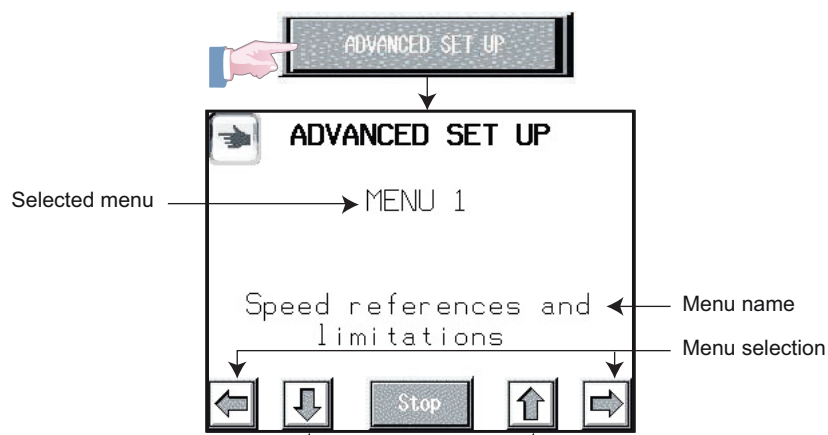 ADVANCED SET UP
ADVANCED SET UP
Selected menu
MENU 1
Speed references and
limitations
Menu name
Menu selection
Stop